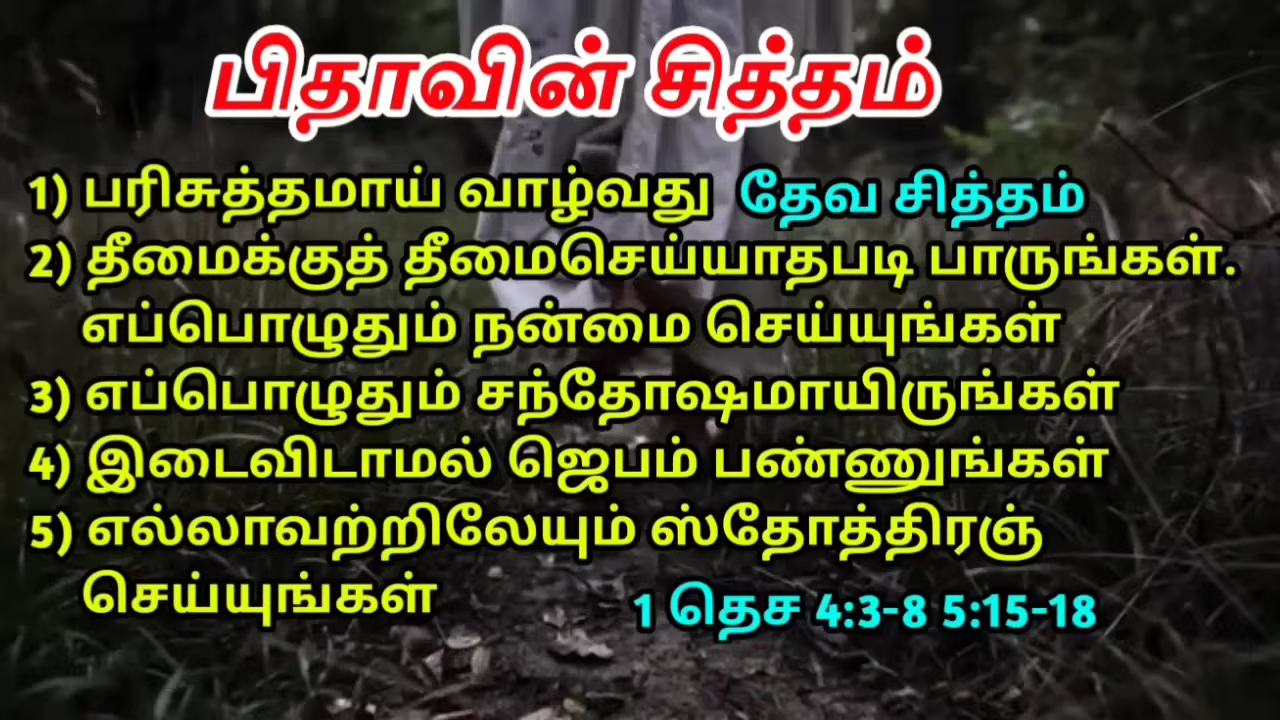 பிதாவின் சித்தம்
1) பரிசுத்தமாய் வாழ்வது தேவ சித்தம்
2) தீமைக்குத் தீமைசெய்யாதபடி பாருங்கள்.
எப்பொழுதும் நன்மை செய்யுங்கள்
3) எப்பொழுதும் சந்தோஷமாயிருங்கள்
4) இடைவிடாமல் ஜெபம் பண்ணுங்கள்
5) எல்லாவற்றிலேயும் ஸ்தோத்திரஞ்
செய்யுங்கள்
1 தெச 4:3-8 5:15-18